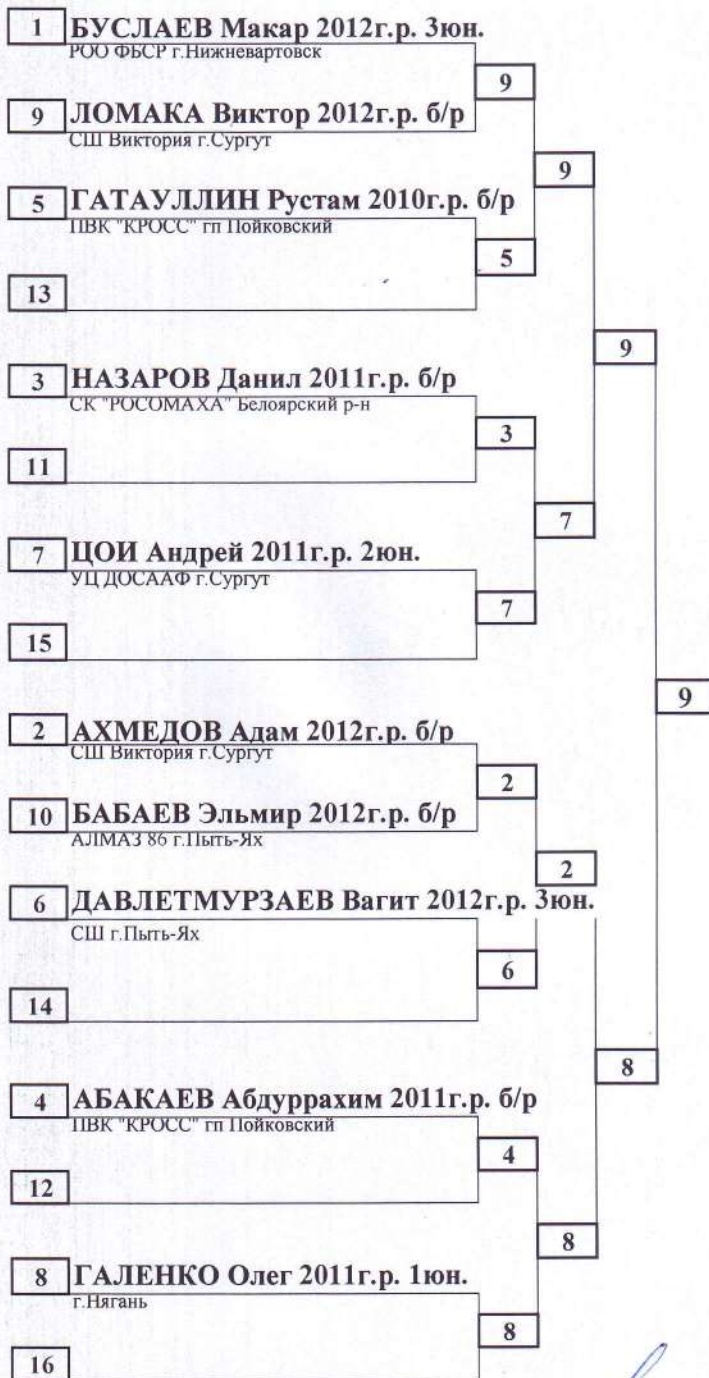 1 БУСЛАЕВ Макар 2012г.р. 3юн.
РОО ФБСР г.Нижневартовск
9
9 ЛОМАКА Виктор 2012г.р. б/р
СШ Виктория г.Сургут
9
5 ГАТАУЛЛИН Рустам 2010г.р. б/р
ПВК "КРОСС" гп Пойковский
5
13
9
3 НАЗАРОВ Данил 2011г.р. б/р
СК "РОСОМАХА" Белоярский р-н
3
11
7
7 ЦОИ Андрей 2011г.р. 2юн.
УЦ ДОСААФ г.Сургут
7
15
9
2 АХМЕДОВ Адам 2012г.р. б/р
СШ Виктория г.Сургут
2
10 БАБАЕВ Эльмир 2012г.р. б/р
АЛМАЗ 86 г.Пыть-Ях
2
6 ДАВЛЕТМУРЗАЕВ Вагит 2012г.р. 3юн.
СШ г.Пыть-Ях
6
14
8
4 АБАКАЕВ Абдуррахим 2011г.р. б/р
ПВК "КРОСС" гп Пойковский
4
12
8
8 ГАЛЕНКО Олег 2011г.р. 1юн.
г.Нягань
8
16